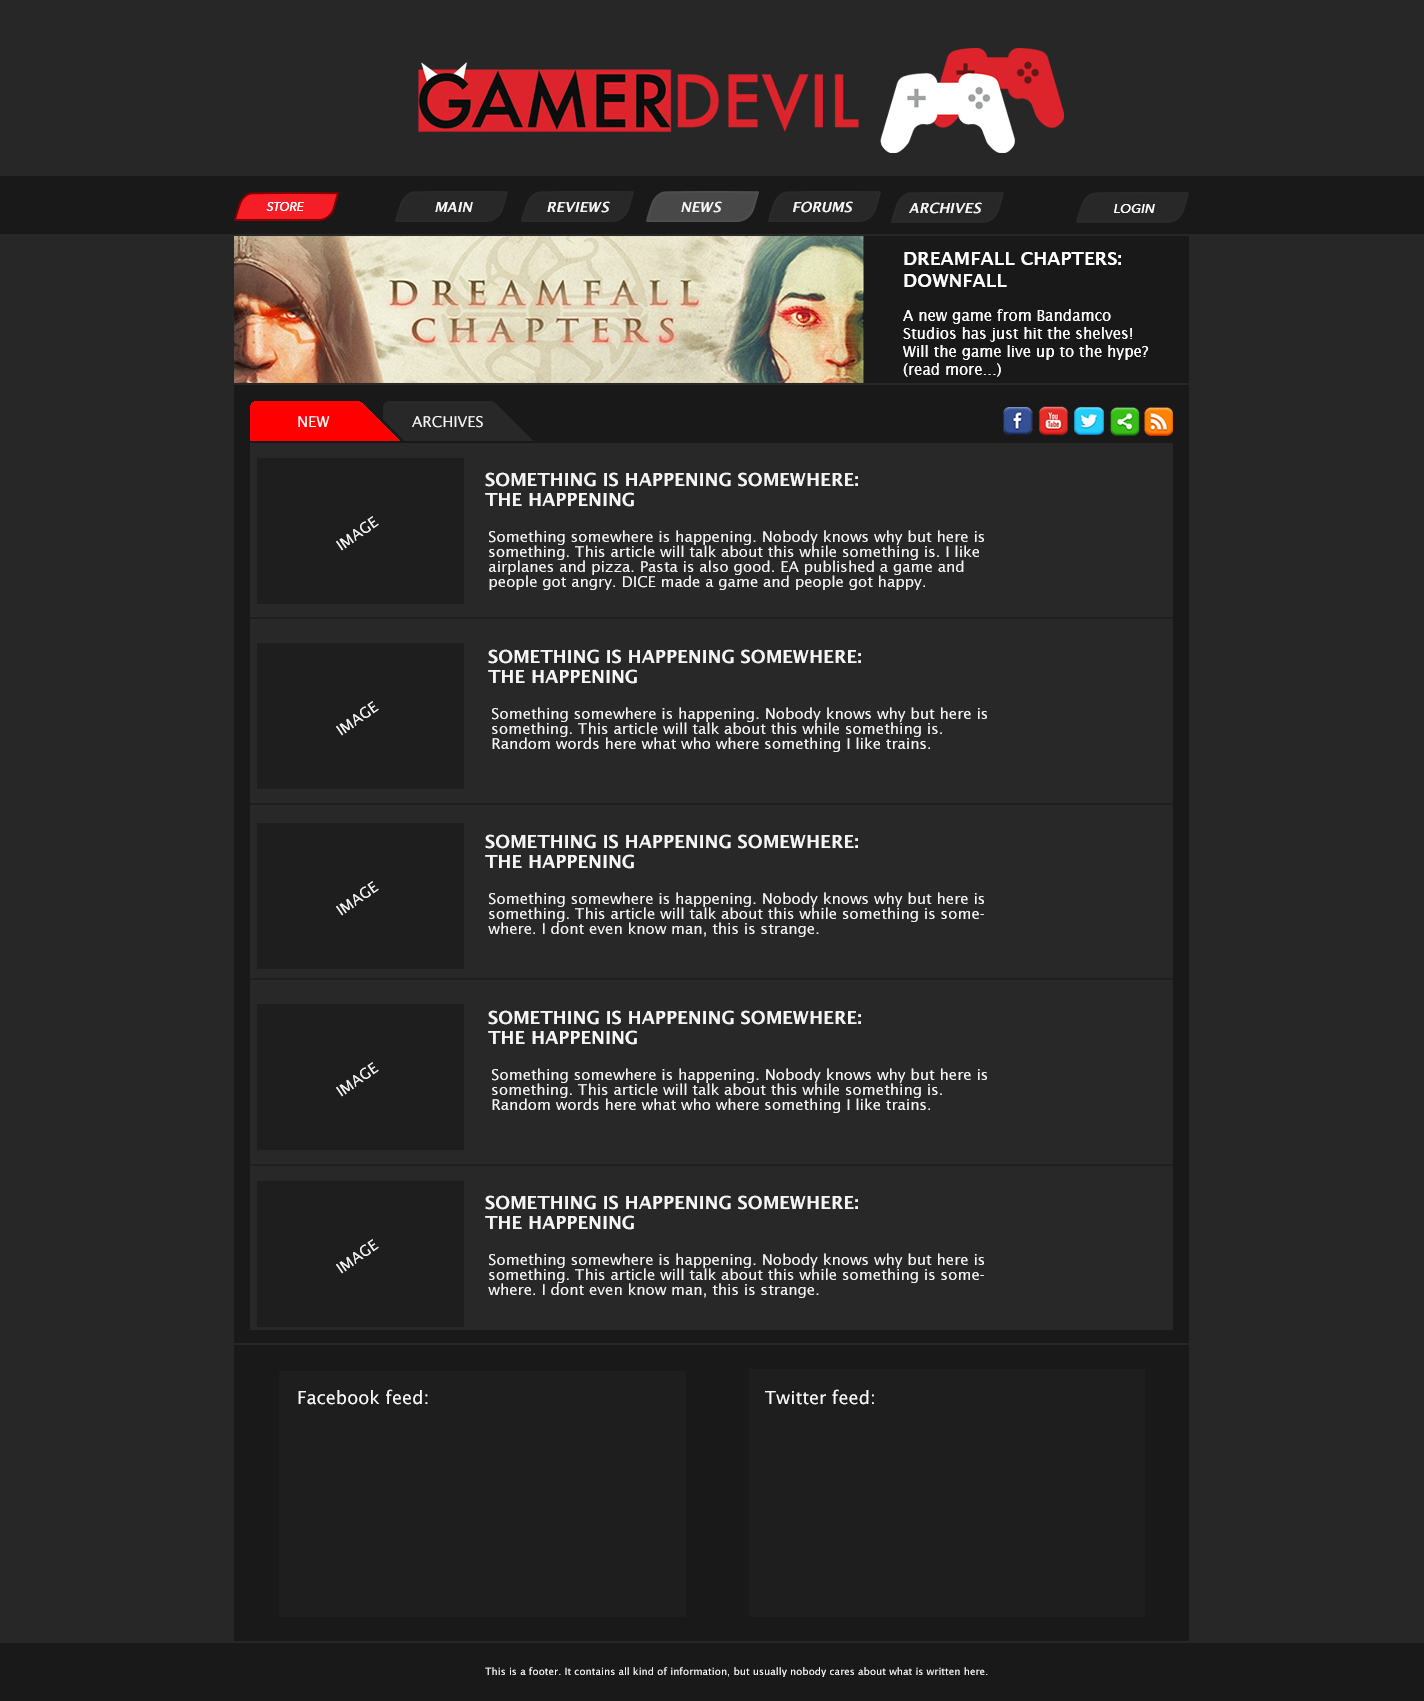 GAMERDEVIL
STORE
MAIN
REVIEWS
NEWS
FORUMS
ARCHIVES
LOGIN
DREAMFALL
CHAPTERS
DREAMFALL CHAPTERS:
DOWNFALL
A new game from Bandamco
Studios has just hit the shelves!
Will the game live up to the hype?
(read more...)
NEW
ARCHIVES
f
You
Tube
IMAGE
SOMETHING IS HAPPENING SOMEWHERE:
THE HAPPENING
Something somewhere is happening. Nobody knows why but here is
something. This article will talk about this while something is. I like
airplanes and pizza. Pasta is also good. EA published a game and
people got angry. DICE made a game and people got happy.
IMAGE
SOMETHING IS HAPPENING SOMEWHERE:
THE HAPPENING
Something somewhere is happening. Nobody knows why but here is
something. This article will talk about this while something is.
Random words here what who where something I like trains.
IMAGE
SOMETHING IS HAPPENING SOMEWHERE:
THE HAPPENING
Something somewhere is happening. Nobody knows why but here is
something. This article will talk about this while something is some-
where. I dont even know man, this is strange.
IMAGE
SOMETHING IS HAPPENING SOMEWHERE:
THE HAPPENING
Something somewhere is happening. Nobody knows why but here is
something. This article will talk about this while something is.
Random words here what who where something I like trains.
IMAGE
SOMETHING IS HAPPENING SOMEWHERE:
THE HAPPENING
Something somewhere is happening. Nobody knows why but here is
something. This article will talk about this while something is some-
where. I dont even know man, this is strange.
Facebook feed:
Twitter feed:
This is a footer. It contains all kind of information, but usually nobody cares about what is written here.